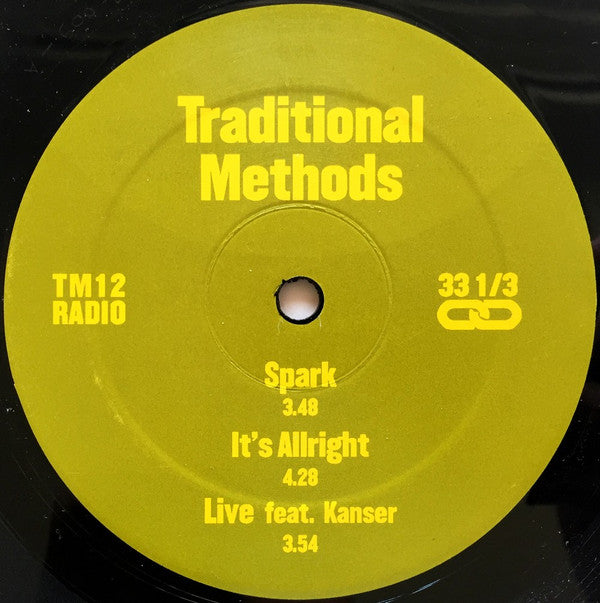 Traditional
Methods
TM12
RADIO
33 1/3
Spark
3.48
It's Allright
4.28
Live feat. Kanser
3.54